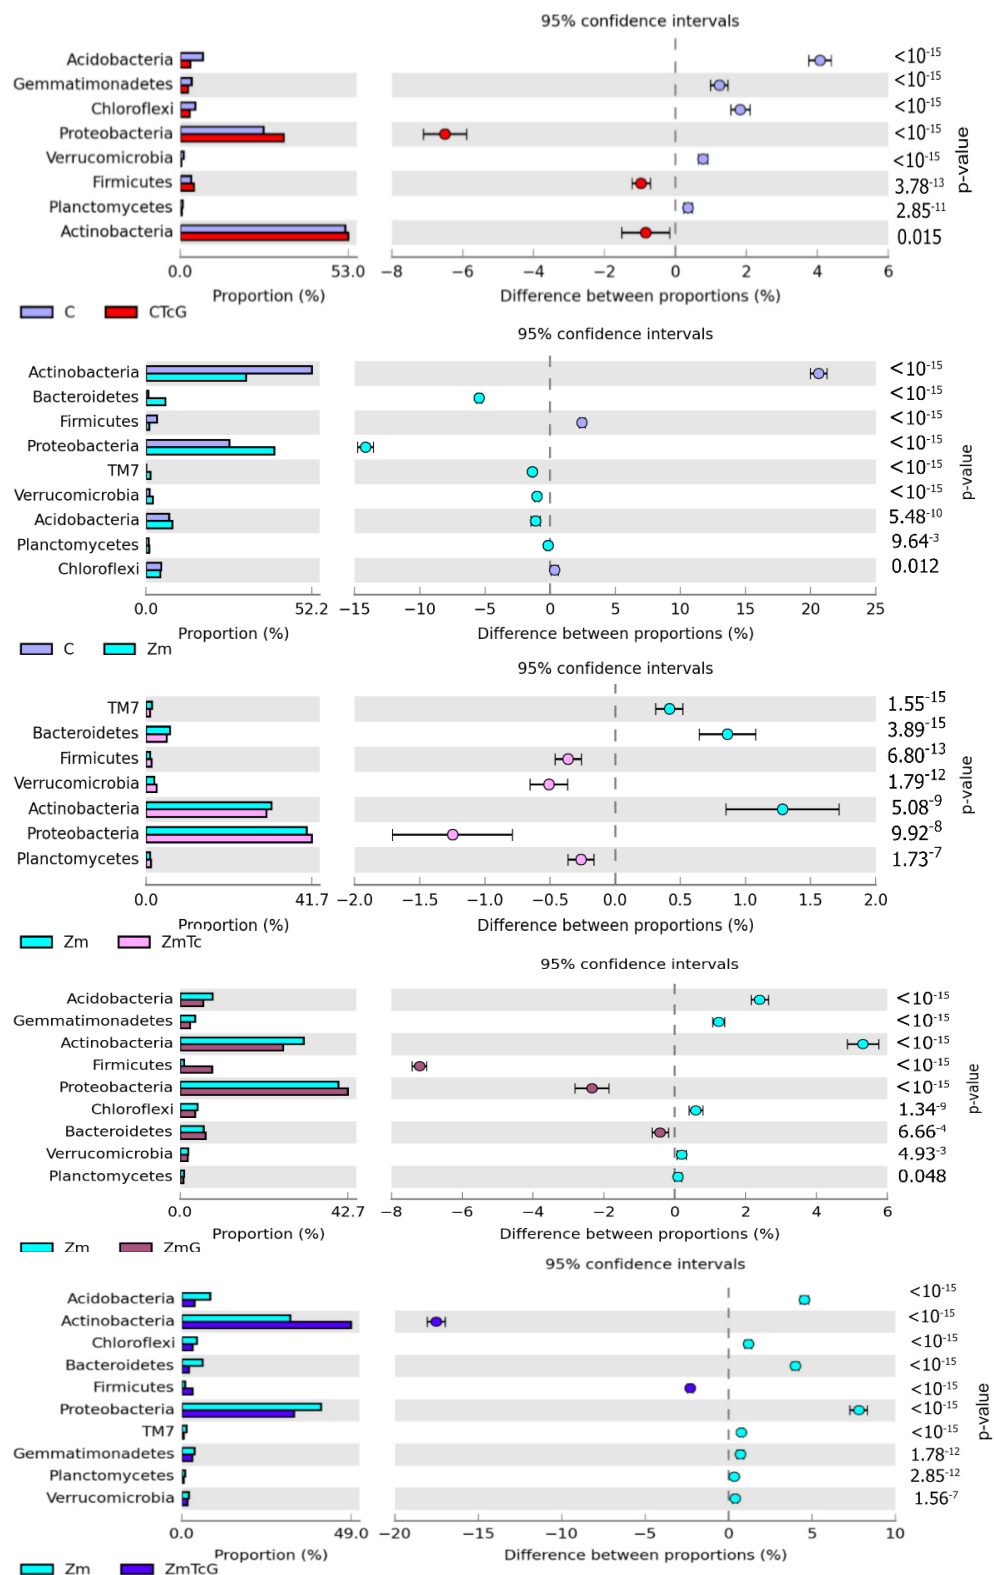 95% confidence intervals
Acidobacteria <10-15
Gemmatimonadetes <10-15
Chloroflexi <10-15
Proteobacteria <10-15
Verrucomicrobia <10-15
Firmicutes 3.78-13
Planctomycetes 2.85-11
Actinobacteria 0.015
p-value
0.0 53.0 −8 −6 −4 −2 0 2 4 6
Proportion (%) Difference between proportions (%)
C CTcG
95% confidence intervals
Actinobacteria <10-15
Bacteroidetes <10-15
Firmicutes <10-15
Proteobacteria <10-15
TM7 <10-15
Verrucomicrobia <10-15
Acidobacteria 5.48-10
Planctomycetes 9.64-3
Chloroflexi 0.012
p-value
0.0 52.2 −15 −10 −5 0 5 10 15 20 25
Proportion (%) Difference between proportions (%)
C Zm
95% confidence intervals
TM7 1.55-15
Bacteroidetes 3.89-15
Firmicutes 6.80-13
Verrucomicrobia 1.79-12
Actinobacteria 5.08-9
Proteobacteria 9.92-8
Planctomycetes 1.73-7
p-value
0.0 41.7 −2.0 −1.5 −1.0 −0.5 0.0 0.5 1.0 1.5 2.0
Proportion (%) Difference between proportions (%)
Zm ZmTc
95% confidence intervals
Acidobacteria <10-15
Gemmatimonadetes <10-15
Actinobacteria <10-15
Firmicutes <10-15
Proteobacteria <10-15
Chloroflexi 1.34-9
Bacteroidetes 6.66-4
Verrucomicrobia 4.93-3
Planctomycetes 0.048
p-value
0.0 42.7 −8 −6 −4 −2 0 2 4 6
Proportion (%) Difference between proportions (%)
Zm ZmG
95% confidence intervals
Acidobacteria <10-15
Actinobacteria <10-15
Chloroflexi <10-15
Bacteroidetes <10-15
Firmicutes <10-15
Proteobacteria <10-15
TM7 <10-15
Gemmatimonadetes 1.78-12
Planctomycetes 2.85-12
Verrucomicrobia 1.56-7
p-value
0.0 49.0 −20 −15 −10 −5 0 5 10
Proportion (%) Difference between proportions (%)
Zm ZmTcG